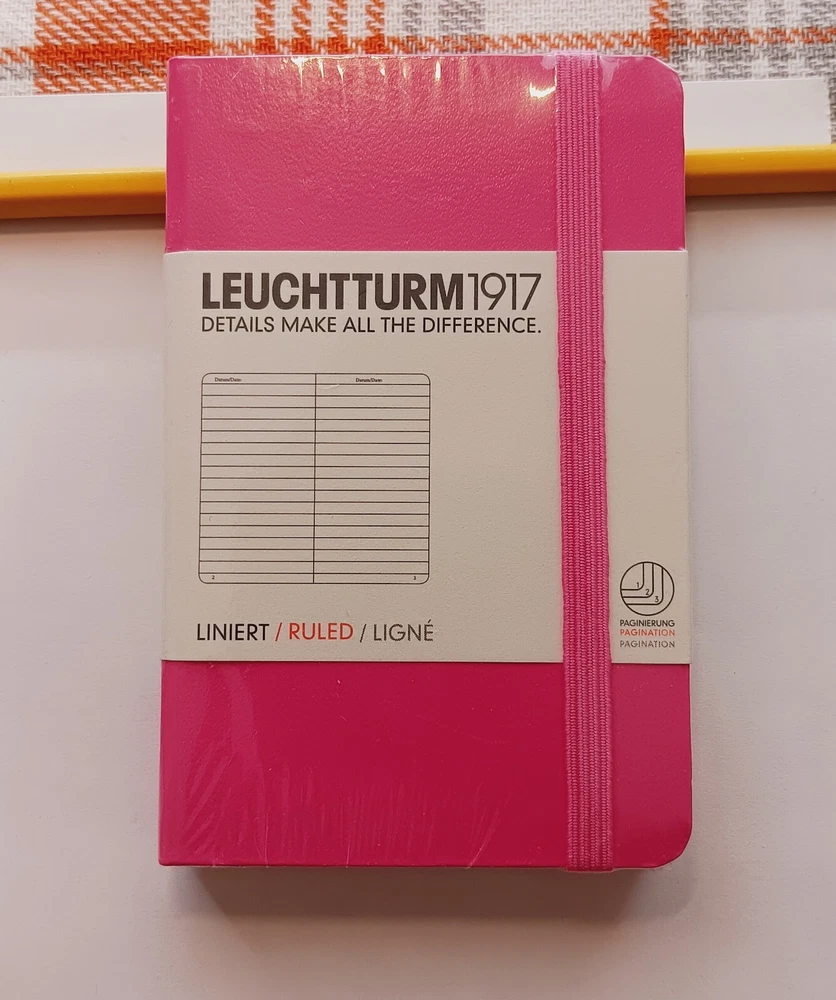 LEUCHTTURM1917
DETAILS MAKE ALL THE DIFFERENCE.
Datum/Date: Datum/Date:
2 3
LINIERT / RULED / LIGNÉ
1 2 3
PAGINIERUNG
PAGINATION
PAGINATION